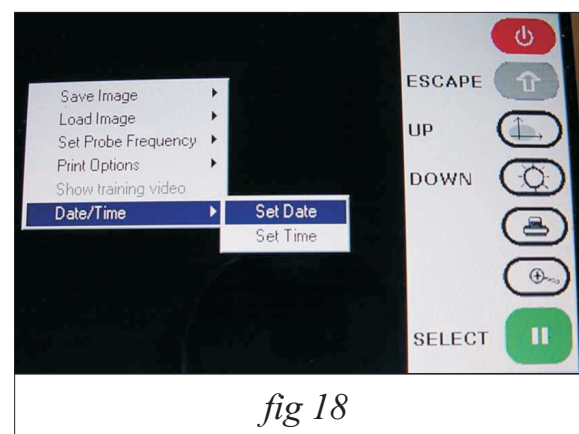 Save Image
Load Image
Set Probe Frequency
Print Options
Show training video
Date/Time
Set Date
Set Time
ESCAPE
UP
DOWN
SELECT
fig 18